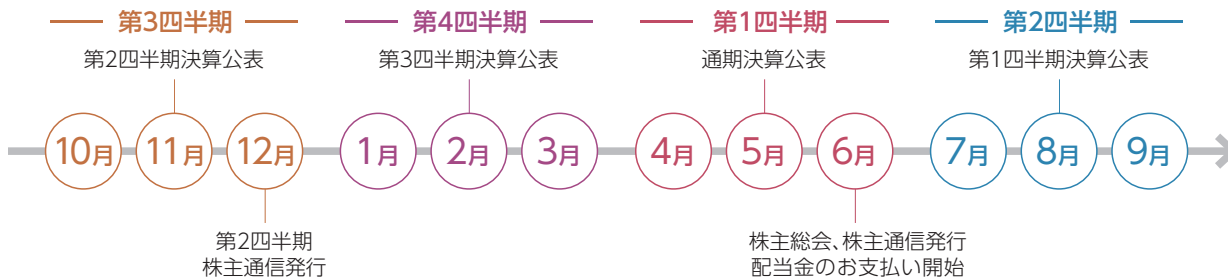 第3四半期
第4四半期
第1四半期
第2四半期
第2四半期決算公表
第3四半期決算公表
通期決算公表
第1四半期決算公表
10月
11月
12月
1月
2月
3月
4月
5月
6月
7月
8月
9月
第2四半期
株主通信発行
株主総会、株主通信発行
配当金のお支払い開始